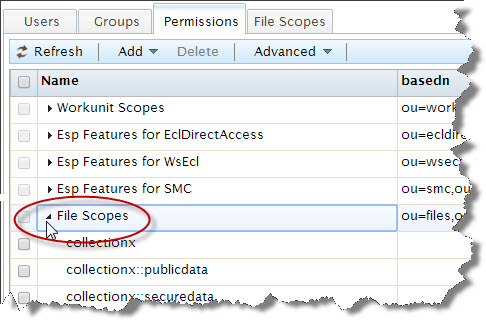 Users Groups Permissions File Scopes
Refresh Add Delete Advanced
Name basedn
Workunit Scopes ou=work
Esp Features for EclDirectAccess ou=ecldire
Esp Features for WsEcl ou=wsec
Esp Features for SMC ou=smc,ou
File Scopes ou=files,o
collectionx
collectionx::publicdata
collectionx::securedata